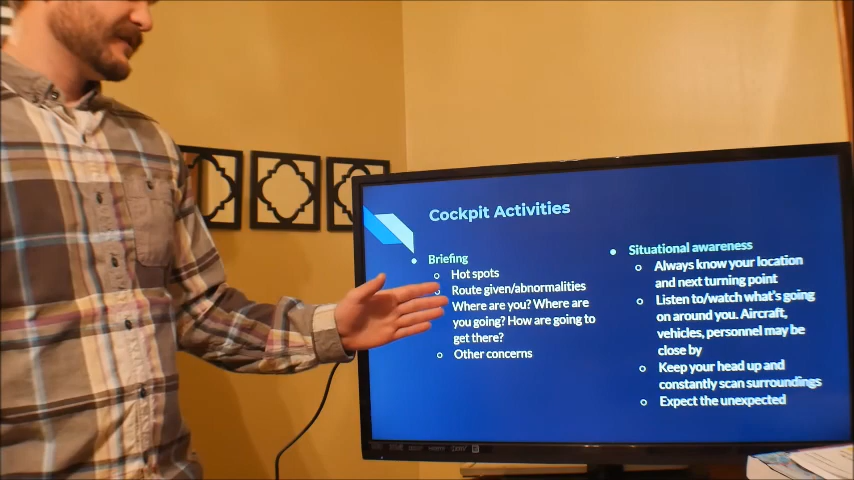 Cockpit Activities
Briefing
Hot spots
Route given/abnormalities
Where are you? Where are
you going? How are going to
get there?
Other concerns
Situational awareness
Always know your location
and next turning point
Listen to/watch what's going
on around you. Aircraft,
vehicles, personnel may be
close by
Keep your head up and
constantly scan surroundings
Expect the unexpected